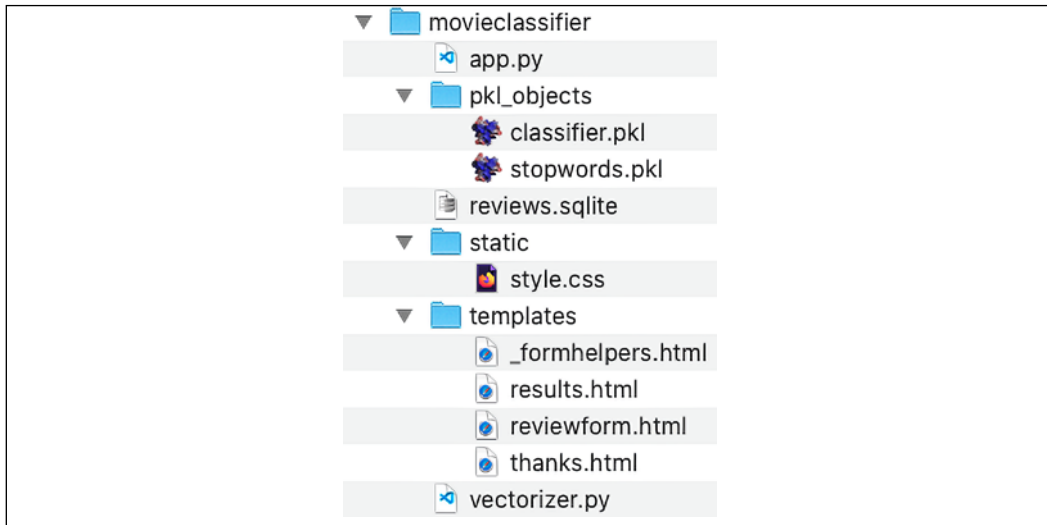 movieclassifier
app.py
pkl_objects
classifier.pkl
stopwords.pkl
reviews.sqlite
static
style.css
templates
_formhelpers.html
results.html
reviewform.html
thanks.html
vectorizer.py